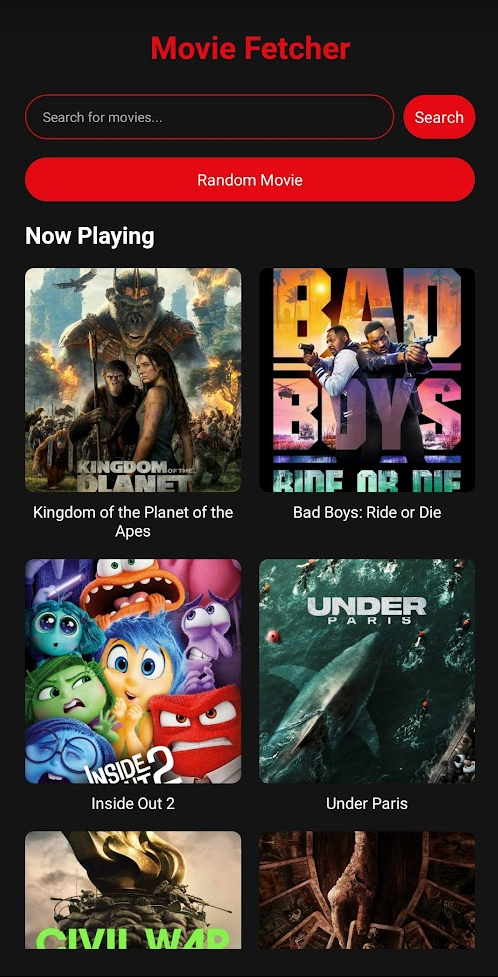 Movie Fetcher
Search for movies...
Search
Random Movie
Now Playing
KINGDOM OF THE
PLANET
Kingdom of the Planet of the
Apes
BAD
BOYS
RIDE OR DIE
Bad Boys: Ride or Die
INSIDE
OUT 2
Inside Out 2
UNDER
PARIS
Under Paris
CIVIL WAR